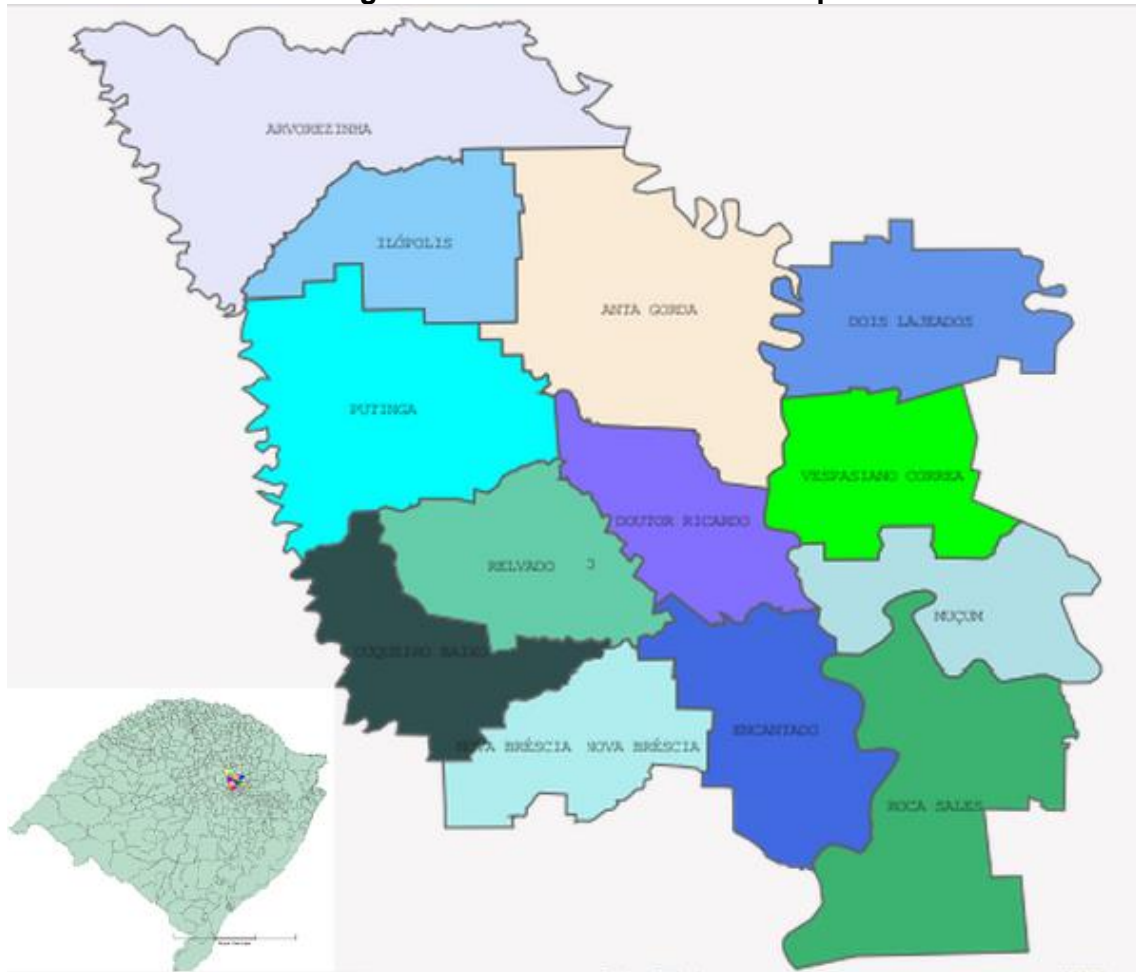 ARVOREZINHA
ILÓPOLIS
ANTA GORDA
DOIS LAJEADOS
PUTINGA
VESPASIANO CORREA
DOUTOR RICARDO
RELVADO
MUÇUM
COQUEIRO BAIXO
ENCANTADO
NOVA BRÉSCIA NOVA BRÉSCIA
ROCA SALES